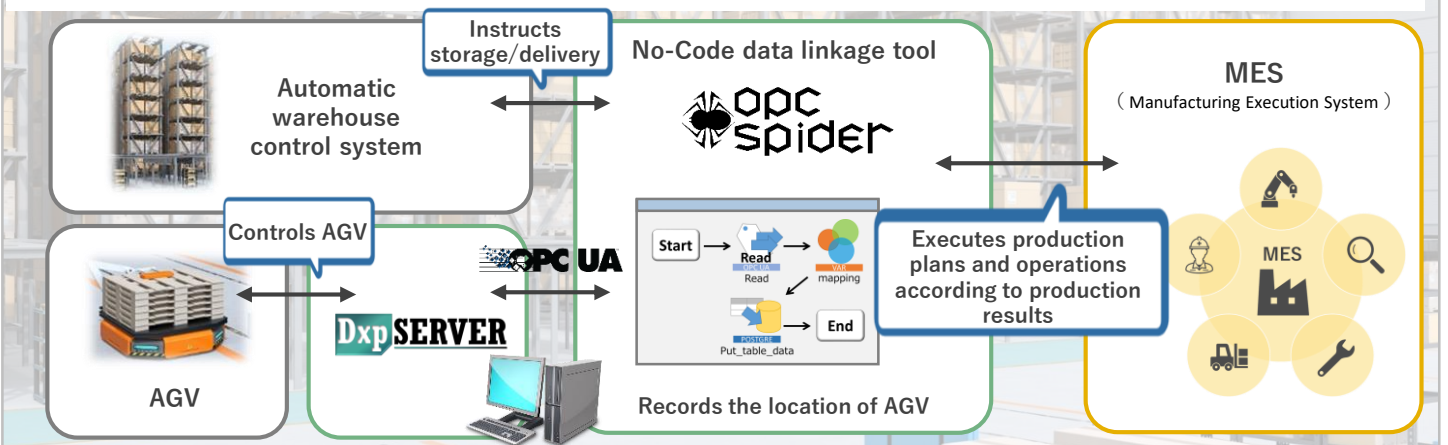 Instructs
storage/delivery
Automatic
warehouse
control system
No-Code data linkage tool
opc
spider
MES
( Manufacturing Execution System )
Controls AGV
AGV
DxpSERVER
OPC UA
Start
Read
OPC UA
Read
VAR
mapping
POSTGRE
Put_table_data
End
Records the location of AGV
Executes production
plans and operations
according to production
results
MES